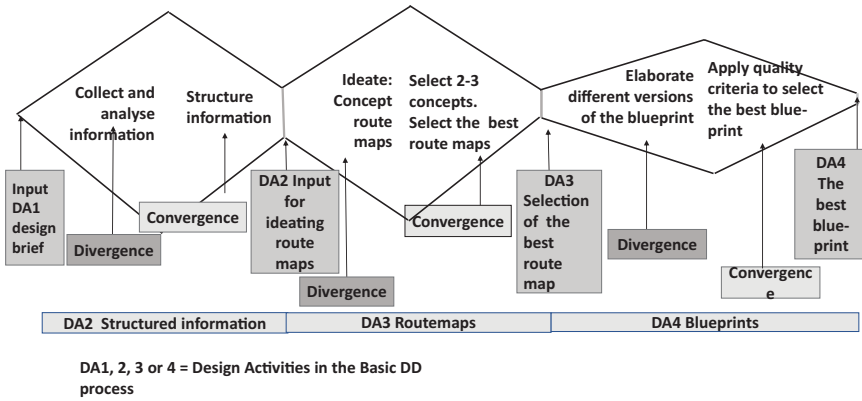 Collect and
analyse
information
Structure
information
Ideate:
Concept
route
maps
Select 2-3
concepts.
Select the best
route maps
Elaborate
different versions
of the blueprint
Apply quality
criteria to select
the best blue-
print
Input
DA1
design
brief
Divergence
Convergence
DA2 Input
for
ideating
route
maps
Divergence
Convergence
DA3
Selection
of the
best
route
map
Divergence
Convergenc
e
DA4
The
best
blue-
print
DA2 Structured information
DA3 Routemaps
DA4 Blueprints
DA1, 2, 3 or 4 = Design Activities in the Basic DD
process